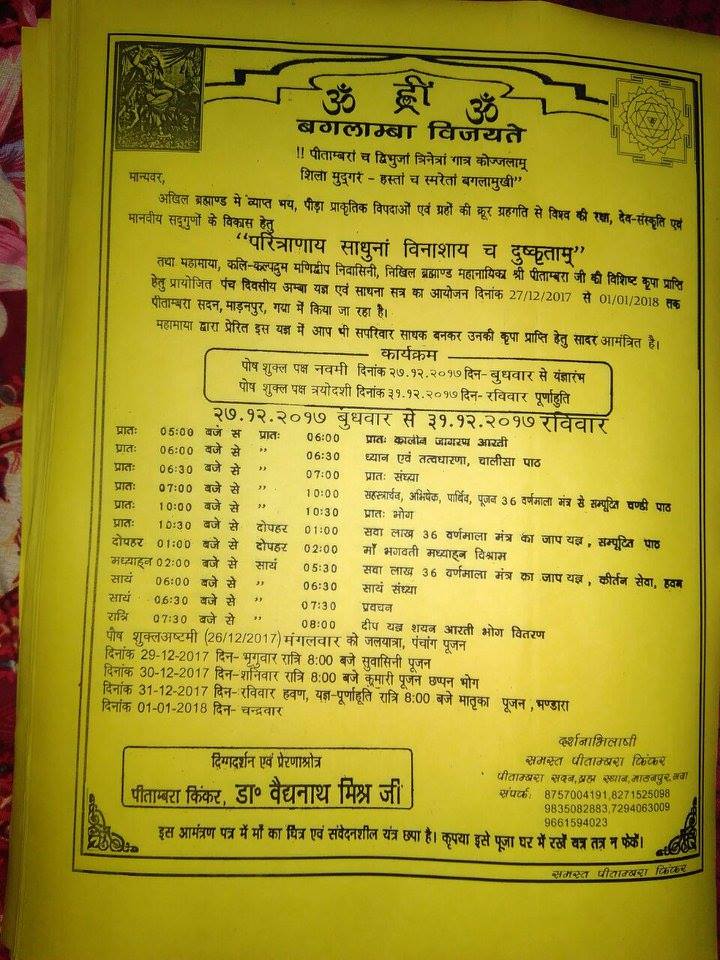 ॐ ह्लीं ॐ
बगलाम्बा विजयते
!! पीताम्बरां च द्विभुजां त्रिनेत्रां गात्र कोज्जलाम्
शिला मुद्गरं - हस्तां च स्मरेतां बगलामुखी”
मान्यवर,
अखिल ब्रह्माण्ड मे व्याप्त भय, पीड़ा प्राकृतिक विपदाओं एवं ग्रहों की क्रूर ग्रहगति से विश्व की रक्षा, देव-संस्कृति एवं
मानवीय सद्गुणों के विकास हेतु
“परित्राणाय साधुनां विनाशाय च दुष्कृताम्”
तथा महामाया, कलि-कल्पद्रुम मणिद्वीप निवासिनी, निखिल ब्रह्माण्ड महानायिका श्री पीताम्बरा जी की विशिष्ट कृपा प्राप्ति
हेतु प्रायोजित पंच दिवसीय अम्बा यज्ञ एवं साधना सत्र का आयोजन दिनांक 27/12/2017 से 01/01/2018 तक
पीताम्बरा सदन, माड़नपुर, गया में किया जा रहा है।
महामाया द्वारा प्रेरित इस यज्ञ में आप भी सपरिवार साधक बनकर उनकी कृपा प्राप्ति हेतु सादर आमंत्रित है।
कार्यक्रम
पोष शुक्ल पक्ष नवमी दिनांक २७.१२.२०१७ दिन- बुधवार से यंज्ञारंभ
पोष शुक्ल पक्ष त्रयोदशी दिनांक ३१.१२.२०१७ दिन- रविवार पूर्णाहुति
२७.१२.२०१७ बुधवार से ३१.१२.२०१७ रविवार
प्रातः 05:00 बजे से प्रातः 06:00 प्रातः कालीन जागरण आरती
प्रातः 06:00 बजे से ” 06:30 ध्यान एवं तत्वधारणा, चालीसा पाठ
प्रातः 06:30 बजे से ” 07:00 प्रातः संध्या
प्रातः 07:00 बजे से ” 10:00 सहस्त्रार्चन, अभिषेक, पार्थिव, पूजन 36 वर्णमाला मंत्र से सम्पूटित चण्डी पाठ
प्रातः 10:00 बजे से ” 10:30 प्रातः भोग
प्रातः 10:30 बजे से दोपहर 01:00 सवा लाख 36 वर्णमाला मंत्र का जाप यज्ञ, सम्पूटित पाठ
दोपहर 01:00 बजे से दोपहर 02:00 माँ भगवती मध्याहन विश्राम
मध्याहन 02:00 बजे से सायं 05:30 सवा लाख 36 वर्णमाला मंत्र का जाप यज्ञ, कीर्तन सेवा, हवन
सायं 06:00 बजे से ” 06:30 सायं संध्या
सायं 06:30 बजे से ” 07:30 प्रवचन
रात्रि 07:30 बजे से ” 08:00 दीप यज्ञ शयन आरती भोग वितरण
पौष शुक्लअष्टमी (26/12/2017) मंगलवार को जलयात्रा, पंचांग पूजन
दिनांक 29-12-2017 दिन- भृगुवार रात्रि 8:00 बजे सुवासिनी पूजन
दिनांक 30-12-2017 दिन-शनिवार रात्रि 8:00 बजे कुमारी पूजन छप्पन भोग
दिनांक 31-12-2017 दिन-रविवार हवण, यज्ञ-पूर्णाहूति रात्रि 8:00 बजे मातृका पूजन, भण्डारा
दिनांक 01-01-2018 दिन- चन्द्रवार
दिग्दर्शन एवं प्रेरणाश्रोत्र
पीताम्बरा किंकर, डा० वैद्यनाथ मिश्र जी
दर्शनाभिलाषी
समस्त पीताम्बरा किंकर
पीताम्बरा सदन, ब्रह्म स्थान, माड़नपुर, गया
संपर्क: 8757004191,8271525098
9835082883,7294063009
9661594023
इस आमंत्रण पत्र में माँ का चित्र एवं संवेदनशील यंत्र छपा है। कृपया इसे पूजा घर में रखें यत्र तत्र न फेकें।
समस्त पीताम्बरा किंकर